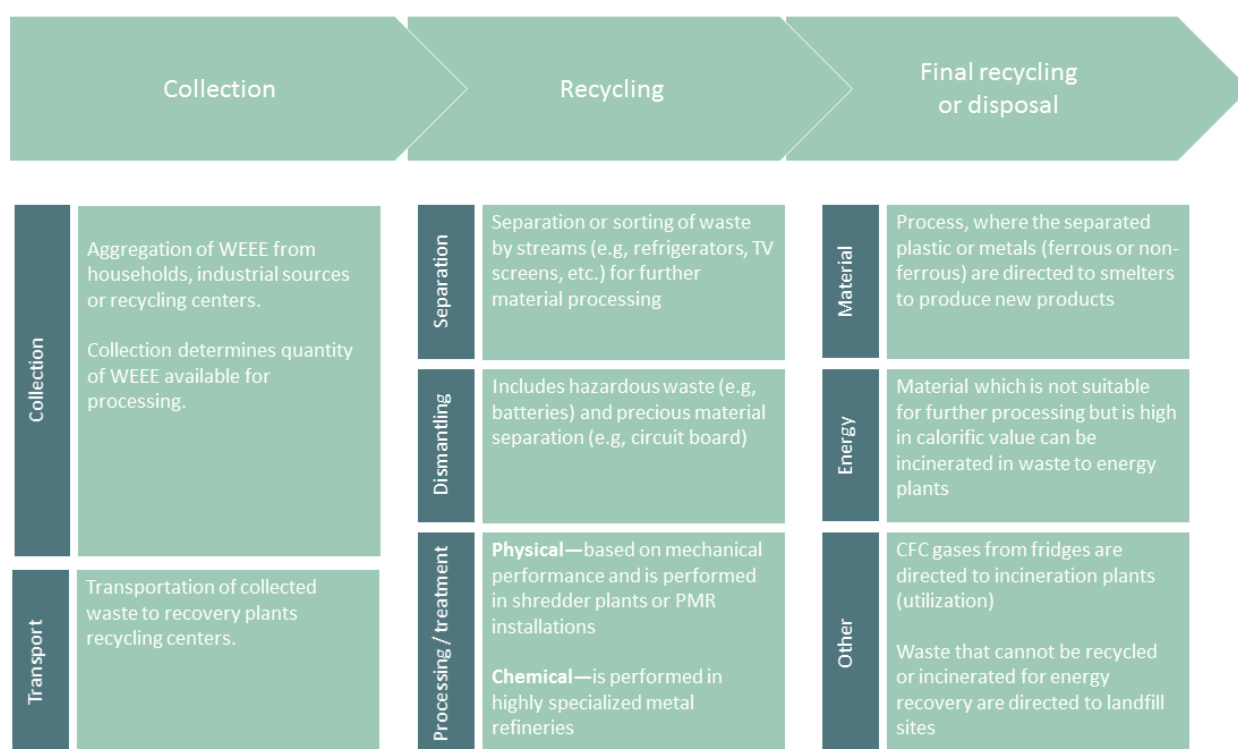 Collection
Recycling
Final recycling
or disposal
Collection
Aggregation of WEEE from
households, industrial sources
or recycling centers.
Collection determines quantity
of WEEE available for
processing.
Transport
Transportation of collected
waste to recovery plants
recycling centers.
Separation
Separation or sorting of waste
by streams (e.g, refrigerators, TV
screens, etc.) for further
material processing
Dismantling
Includes hazardous waste (e.g,
batteries) and precious material
separation (e.g, circuit board)
Processing / treatment
Physical—based on mechanical
performance and is performed
in shredder plants or PMR
installations
Chemical—is performed in
highly specialized metal
refineries
Material
Process, where the separated
plastic or metals (ferrous or non-
ferrous) are directed to smelters
to produce new products
Energy
Material which is not suitable
for further processing but is high
in calorific value can be
incinerated in waste to energy
plants
Other
CFC gases from fridges are
directed to incineration plants
(utilization)
Waste that cannot be recycled
or incinerated for energy
recovery are directed to landfill
sites